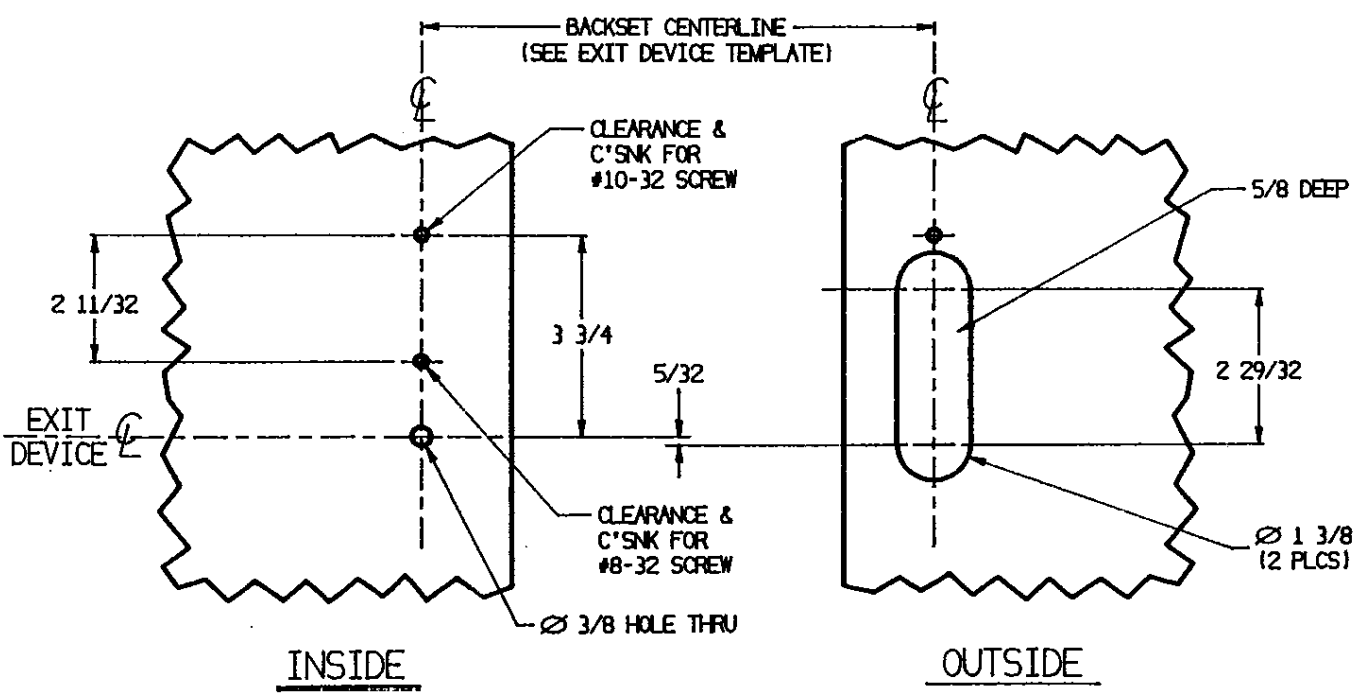 BACKSET CENTERLINE
(SEE EXIT DEVICE TEMPLATE)
CLEARANCE &
C'SNK FOR
#10-32 SCREW
2 11/32
3 3/4
5/32
EXIT
DEVICE
CLEARANCE &
C'SNK FOR
#8-32 SCREW
Ø 3/8 HOLE THRU
INSIDE
5/8 DEEP
2 29/32
Ø 1 3/8
(2 PLCS)
OUTSIDE